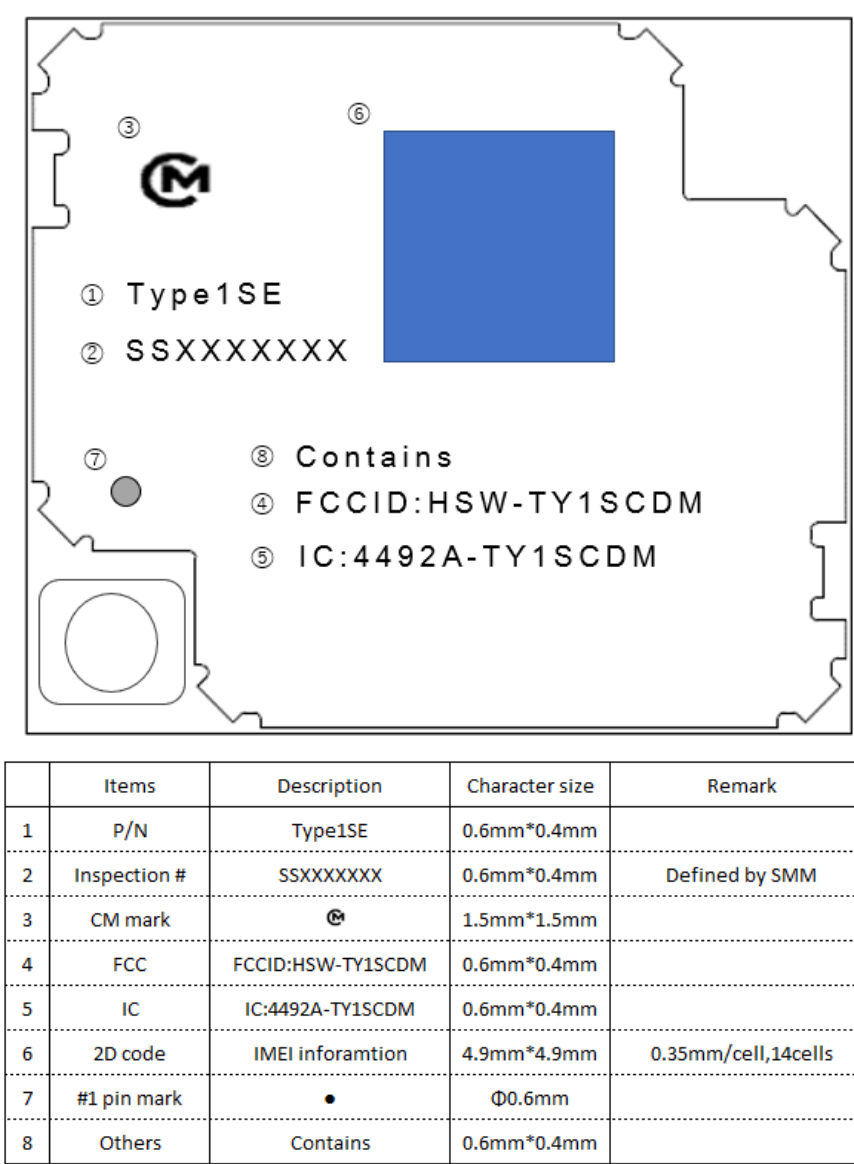 ③
⑥
CM
① Type1SE
② SSXXXXXXX
⑦
⑧ Contains
④ FCCID:HSW-TY1SCDM
⑤ IC:4492A-TY1SCDM
Items Description Character size Remark
1 P/N Type1SE 0.6mm*0.4mm
2 Inspection # SSXXXXXXX 0.6mm*0.4mm Defined by SMM
3 CM mark CM 1.5mm*1.5mm
4 FCC FCCID:HSW-TY1SCDM 0.6mm*0.4mm
5 IC IC:4492A-TY1SCDM 0.6mm*0.4mm
6 2D code IMEI inforamtion 4.9mm*4.9mm 0.35mm/cell,14cells
7 #1 pin mark ● Φ0.6mm
8 Others Contains 0.6mm*0.4mm